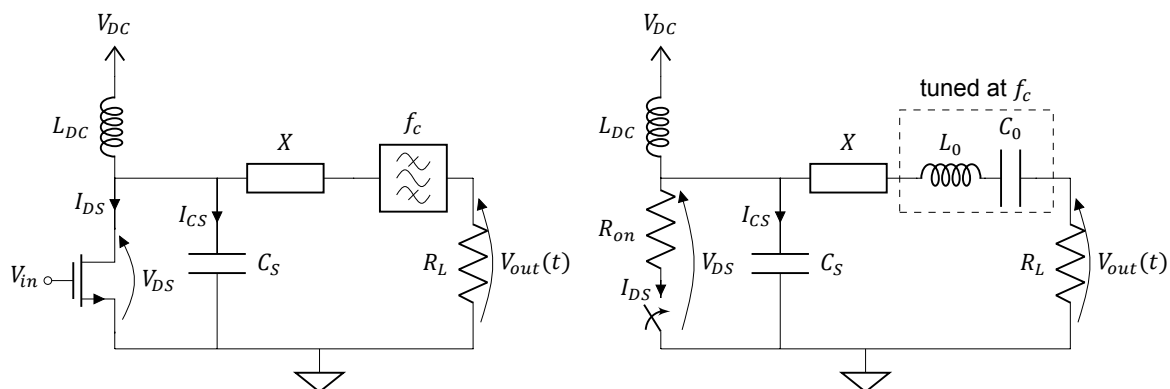 V_DC
L_DC
X
f_c
I_DS
I_CS
V_in
V_DS
C_S
R_L
V_out(t)
V_DC
tuned at f_c
L_DC
X
L_0
C_0
R_on
I_CS
I_DS
V_DS
C_S
R_L
V_out(t)